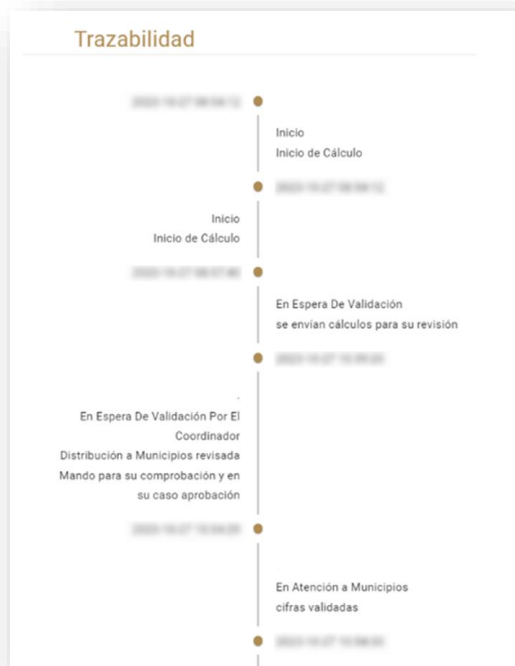 Trazabilidad
Inicio
Inicio de Cálculo
Inicio
Inicio de Cálculo
En Espera De Validación
se envían cálculos para su revisión
.
En Espera De Validación Por El
Coordinador
Distribución a Municipios revisada
Mando para su comprobación y en
su caso aprobación
.
En Atención a Municipios
cifras validadas